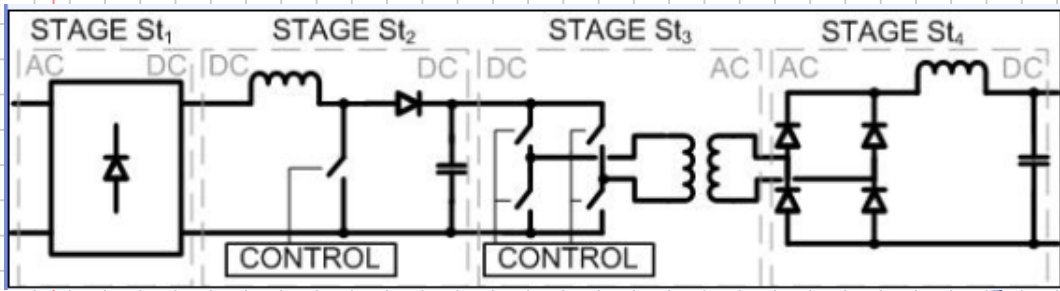 STAGE St1 STAGE St2 STAGE St3 STAGE St4
AC DC DC DC DC AC AC DC
CONTROL CONTROL